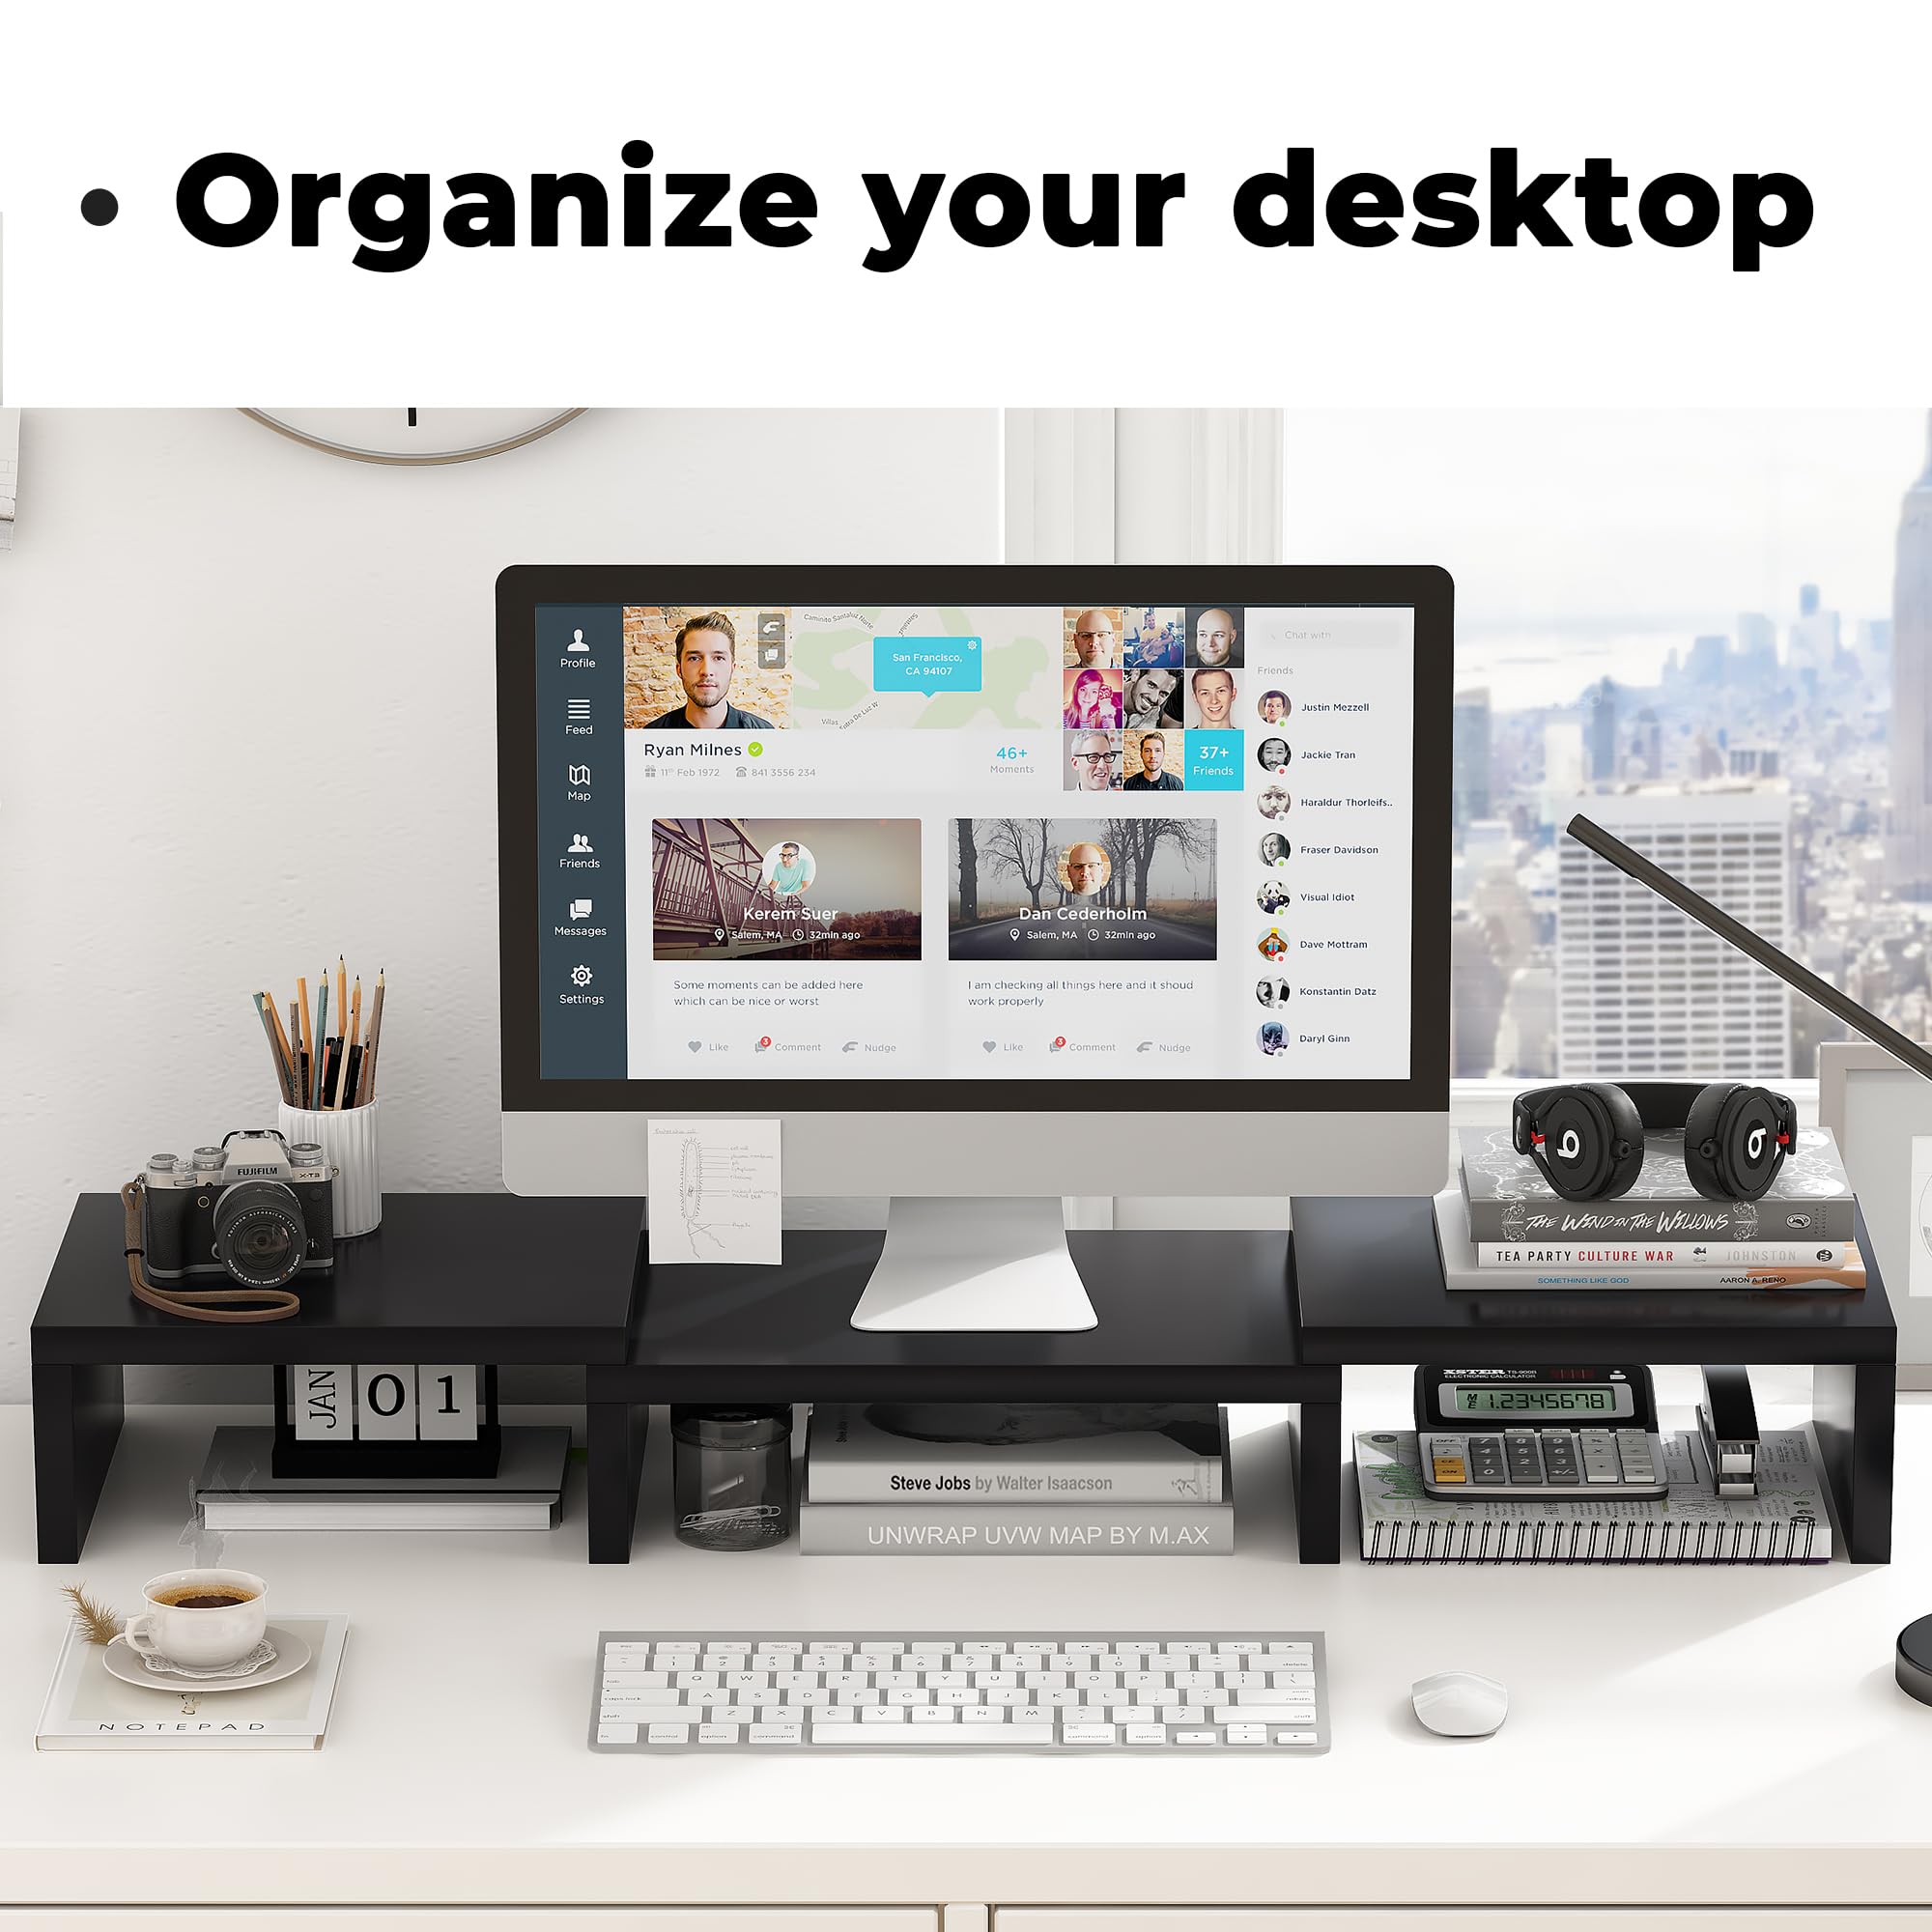 • Organize your desktop
Profile
Feed
Map
Friends
Messages
Settings
Caminito Santaluz Norte
San Francisco,
CA 94107
Villas
Ryan Milnes
11th Feb 1972
841 3556 234
46+
Moments
37+
Friends
Chat with
Friends
Justin Mezzell
Jackie Tran
Haraldur Thorleifs..
Fraser Davidson
Visual Idiot
Dave Mottram
Konstantin Datz
Daryl Ginn
Kerem Suer
Salem, MA 32min ago
Some moments can be added here
which can be nice or worst
Like 3 Comment Nudge
Dan Cederholm
Salem, MA 32min ago
I am checking all things here and it shoud
work properly
Like 3 Comment Nudge
FUJIFILM
X-T3
THE WIND IN THE WILLOWS
TEA PARTY CULTURE WAR JOHNSTON
SOMETHING LIKE GOD AARON A. RENO
JAN 01
ELECTRONIC CALCULATOR
1.2345678
Steve Jobs by Walter Isaacson
UNWRAP UVW MAP BY M.AX
NOTEPAD
Q W E R T Y U I O P
A S D F G H J K L
Z X C V B N M